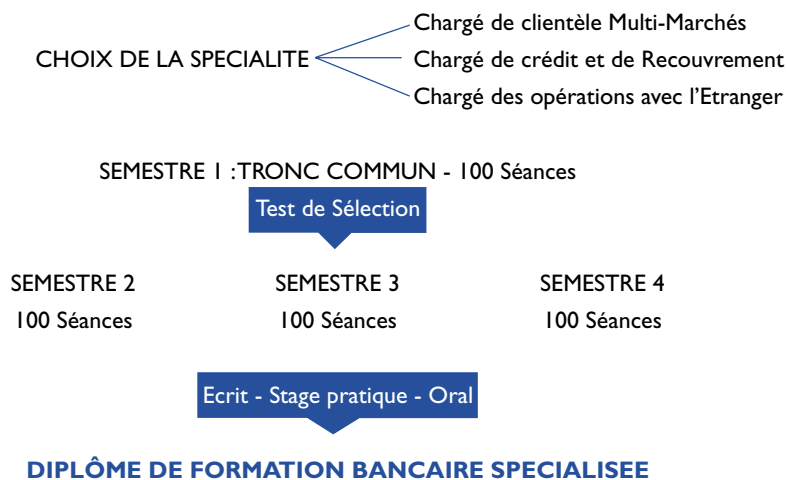 Chargé de clientèle Multi-Marchés
CHOIX DE LA SPECIALITE
Chargé de crédit et de Recouvrement
Chargé des opérations avec l'Etranger
SEMESTRE 1 :TRONC COMMUN - 100 Séances
Test de Sélection
SEMESTRE 2
SEMESTRE 3
SEMESTRE 4
100 Séances
100 Séances
100 Séances
Ecrit - Stage pratique - Oral
DIPLÔME DE FORMATION BANCAIRE SPECIALISEE